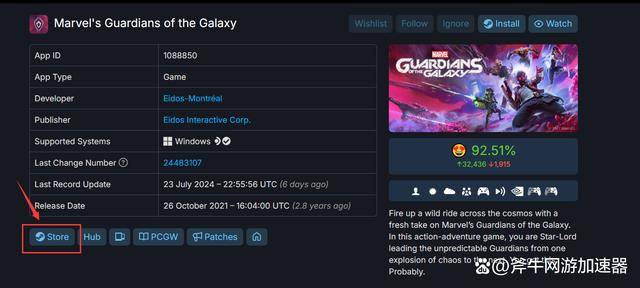 Marvel's Guardians of the Galaxy
Wishlist Follow Ignore Install Watch
App ID 1088850
App Type Game
Developer Eidos-Montréal
Publisher Eidos Interactive Corp.
Supported Systems Windows
Last Change Number ? 24483107
Last Record Update 23 July 2024 – 22:55:56 UTC (6 days ago)
Release Date 26 October 2021 – 16:04:00 UTC (2.8 years ago)
Store Hub PCGW Patches
MARVEL
GUARDIANS
OF THE GALAXY
92.51%
↑32,436 ↓1,915
Fire up a wild ride across the cosmos with a
fresh take on Marvel's Guardians of the Galaxy.
In this action-adventure game, you are Star-Lord
leading the unpredictable Guardians from one
explosion of chaos to the
Probably.
@斧牛网游加速器